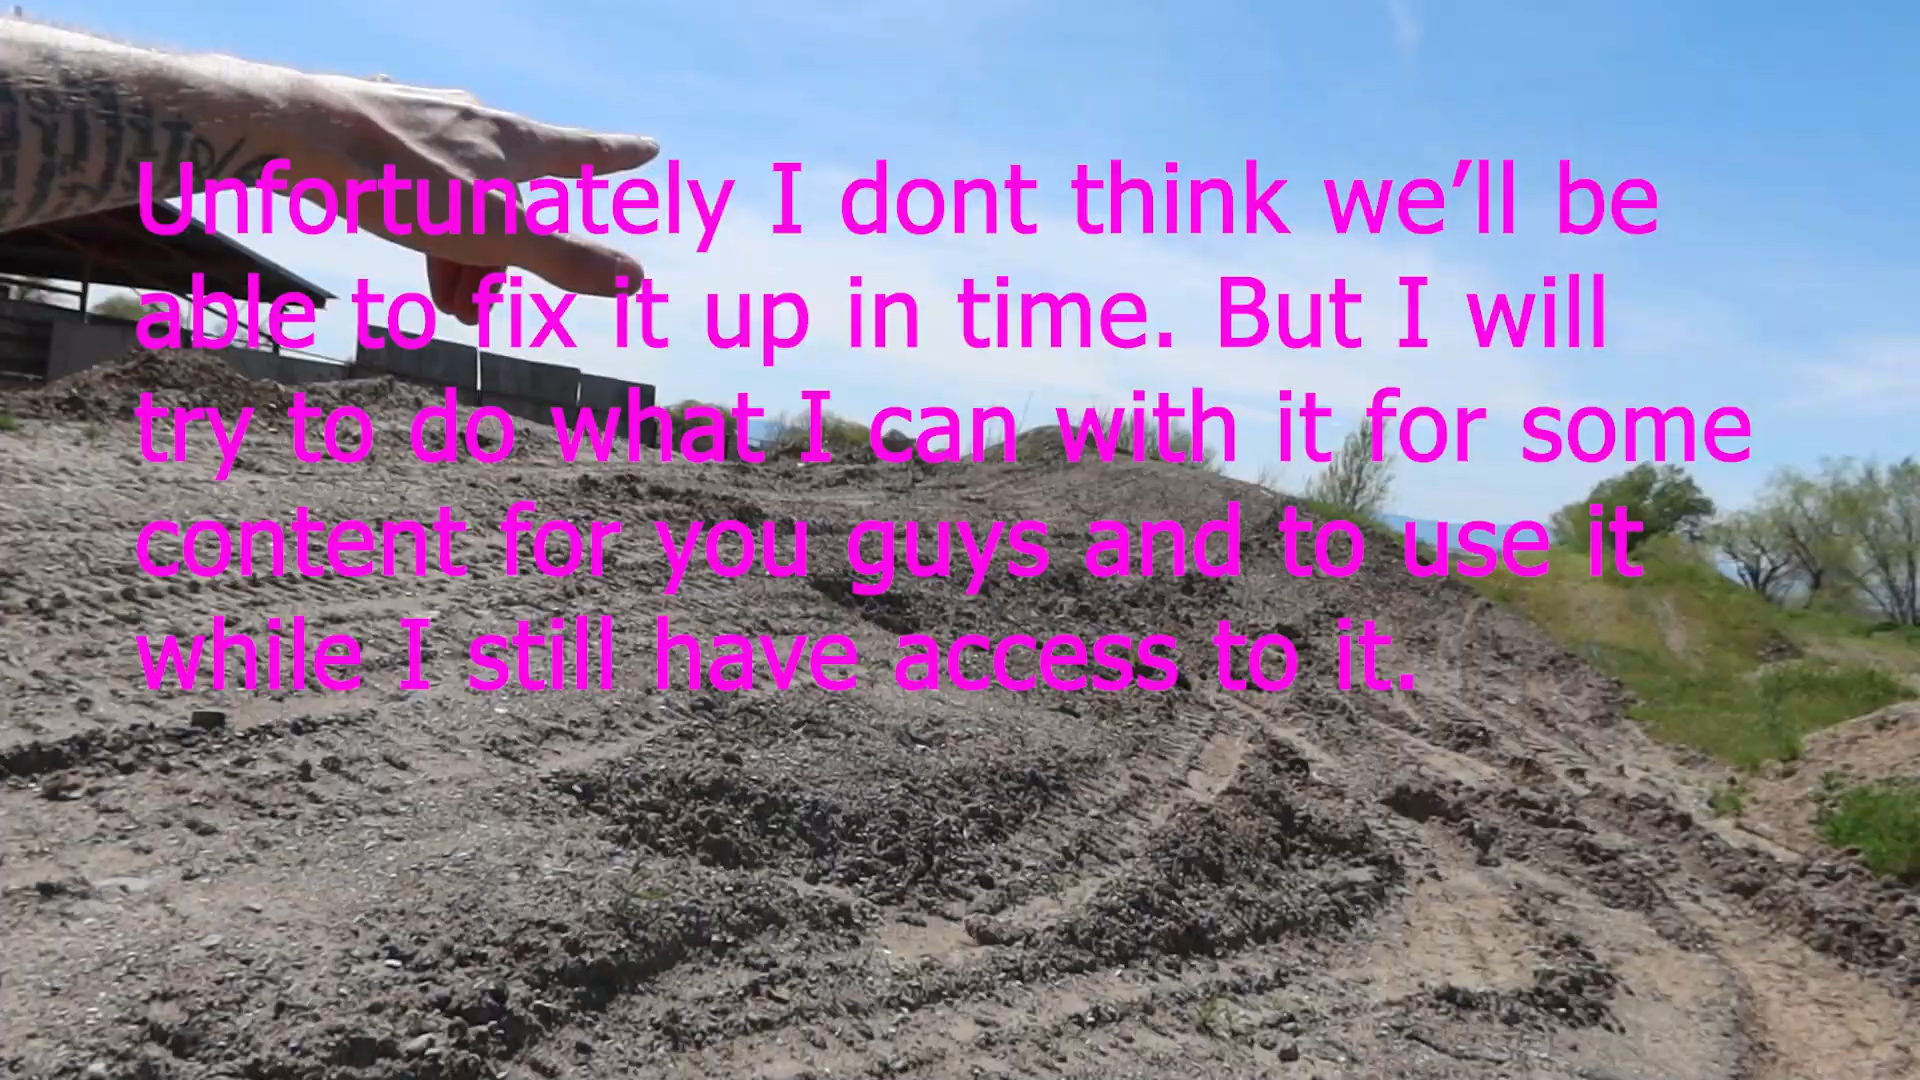 Unfortunately I dont think we’ll be
able to fix it up in time. But I will
try to do what I can with it for some
content for you guys and to use it
while I still have access to it.